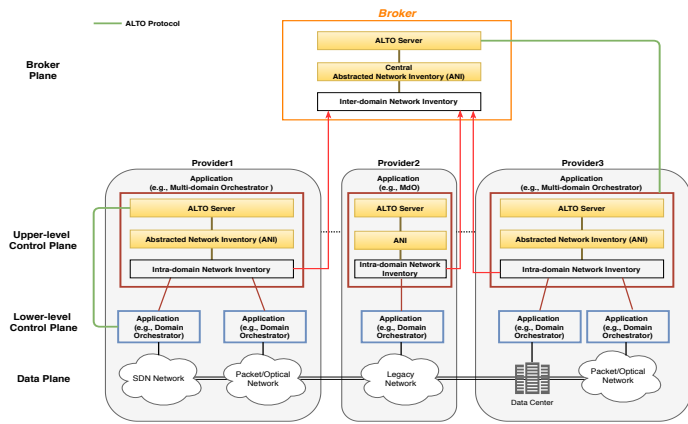 ALTO Protocol
Broker
Broker
Plane
ALTO Server
Central
Abstracted Network Inventory (ANI)
Inter-domain Network Inventory
Provider1
Provider2
Provider3
Application
(e.g., Multi-domain Orchestrator )
Application
(e.g., MdO)
Application
(e.g., Multi-domain Orchestrator)
Upper-level
Control Plane
ALTO Server
Abstracted Network Inventory (ANI)
Intra-domain Network Inventory
ALTO Server
ANI
Intra-domain Network
Inventory
ALTO Server
Abstracted Network Inventory (ANI)
Intra-domain Network Inventory
Lower-level
Control Plane
Application
(e.g., Domain
Orchestrator)
Application
(e.g., Domain
Orchestrator)
Application
(e.g., Domain
Orchestrator)
Application
(e.g., Domain
Orchestrator)
Application
(e.g., Domain
Orchestrator)
Data Plane
SDN Network
Packet/Optical
Network
Legacy
Network
Data Center
Packet/Optical
Network